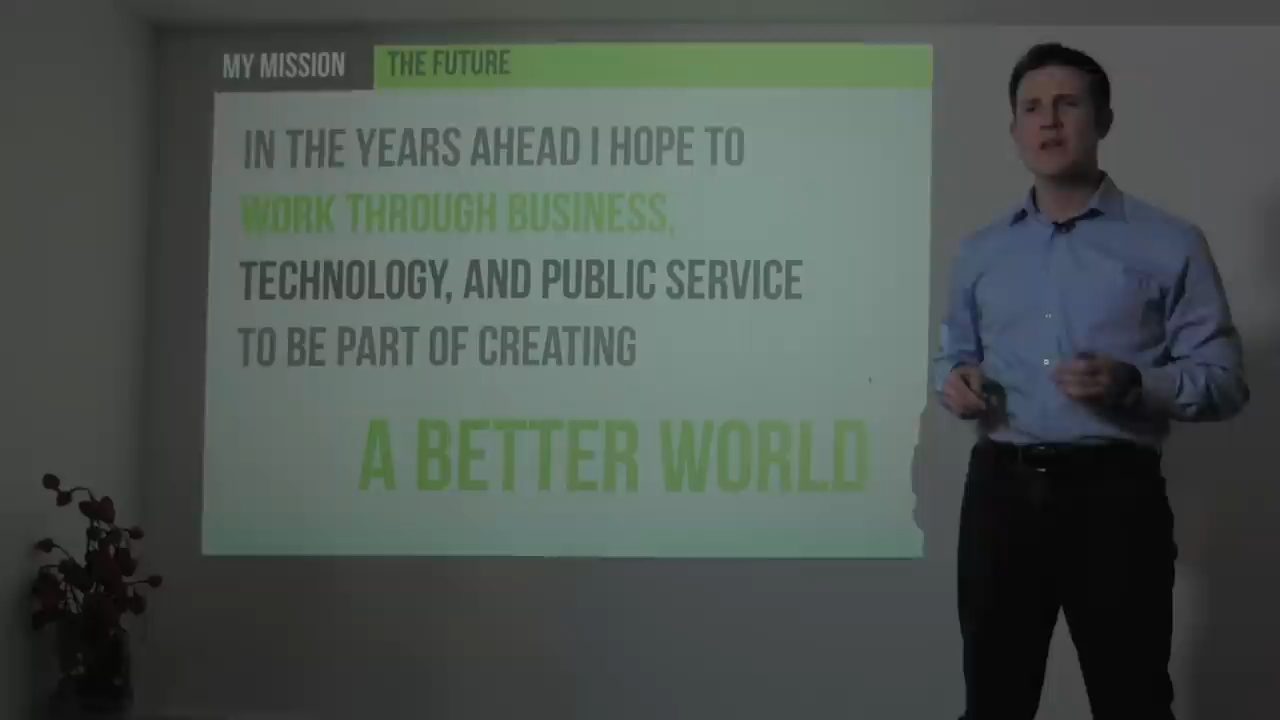 MY MISSION THE FUTURE
IN THE YEARS AHEAD I HOPE TO
WORK THROUGH BUSINESS,
TECHNOLOGY, AND PUBLIC SERVICE
TO BE PART OF CREATING
A BETTER WORLD